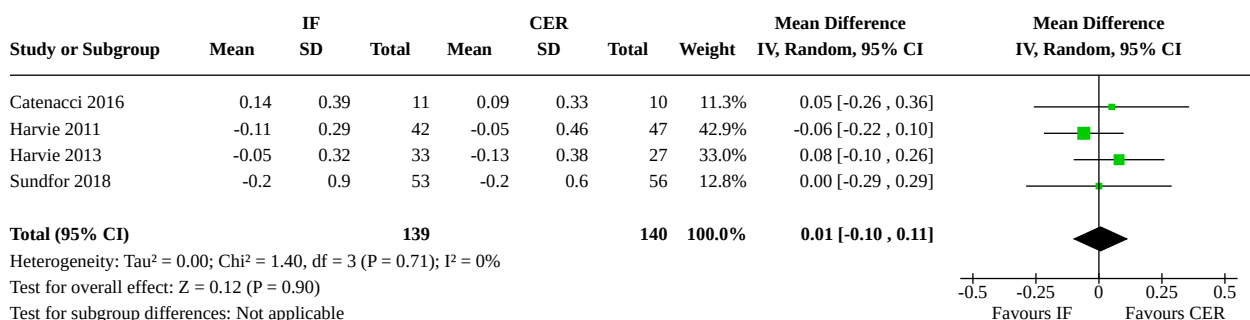 IF CER Mean Difference Mean Difference
Study or Subgroup Mean SD Total Mean SD Total Weight IV, Random, 95% CI IV, Random, 95% CI
Catenacci 2016 0.14 0.39 11 0.09 0.33 10 11.3% 0.05 [-0.26 , 0.36]
Harvie 2011 -0.11 0.29 42 -0.05 0.46 47 42.9% -0.06 [-0.22 , 0.10]
Harvie 2013 -0.05 0.32 33 -0.13 0.38 27 33.0% 0.08 [-0.10 , 0.26]
Sundfor 2018 -0.2 0.9 53 -0.2 0.6 56 12.8% 0.00 [-0.29 , 0.29]
Total (95% CI) 139 140 100.0% 0.01 [-0.10 , 0.11]
Heterogeneity: Tau² = 0.00; Chi² = 1.40, df = 3 (P = 0.71); I² = 0%
Test for overall effect: Z = 0.12 (P = 0.90) -0.5 -0.25 0 0.25 0.5
Test for subgroup differences: Not applicable Favours IF Favours CER